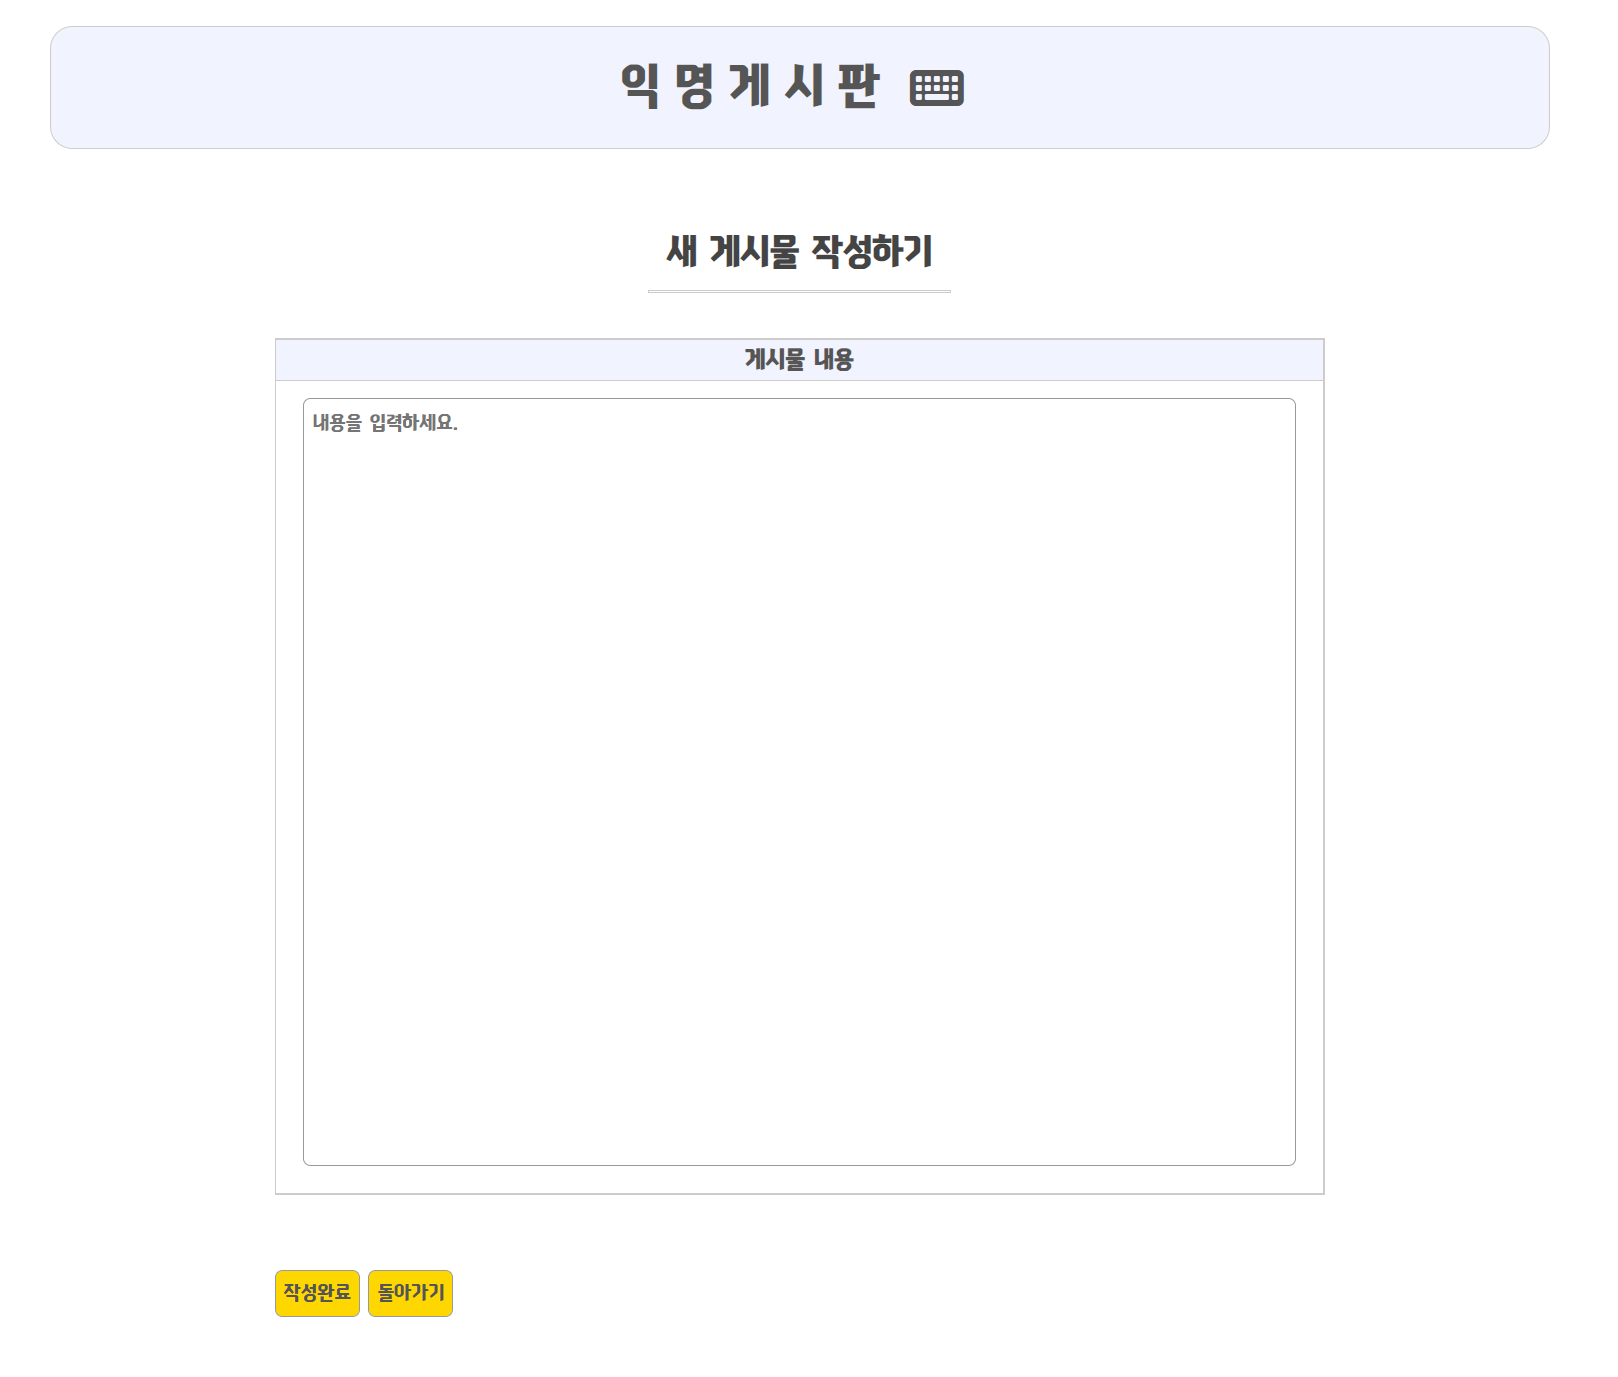 익명게시판
새 게시물 작성하기
게시물 내용
내용을 입력하세요.
작성완료 돌아가기